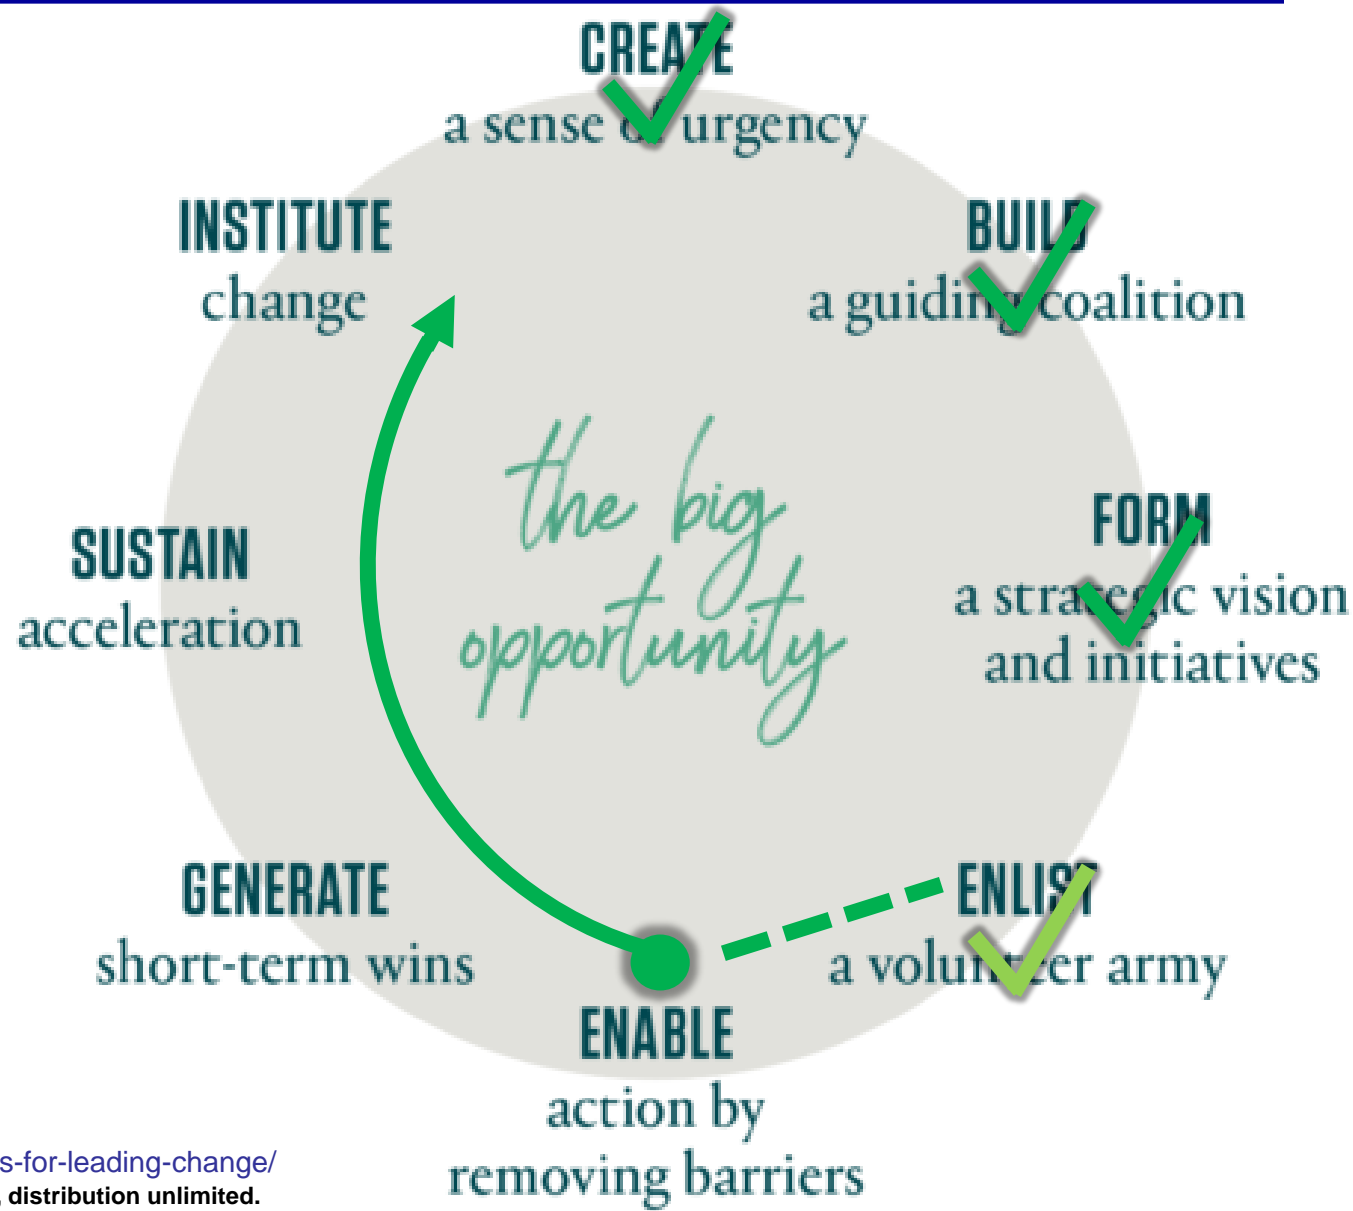 CREATE
a sense of urgency
BUILD
a guiding coalition
FORM
a strategic vision
and initiatives
ENLIST
a volunteer army
ENABLE
action by
removing barriers
GENERATE
short-term wins
SUSTAIN
acceleration
INSTITUTE
change
the big
opportunity
s-for-leading-change/
, distribution unlimited.